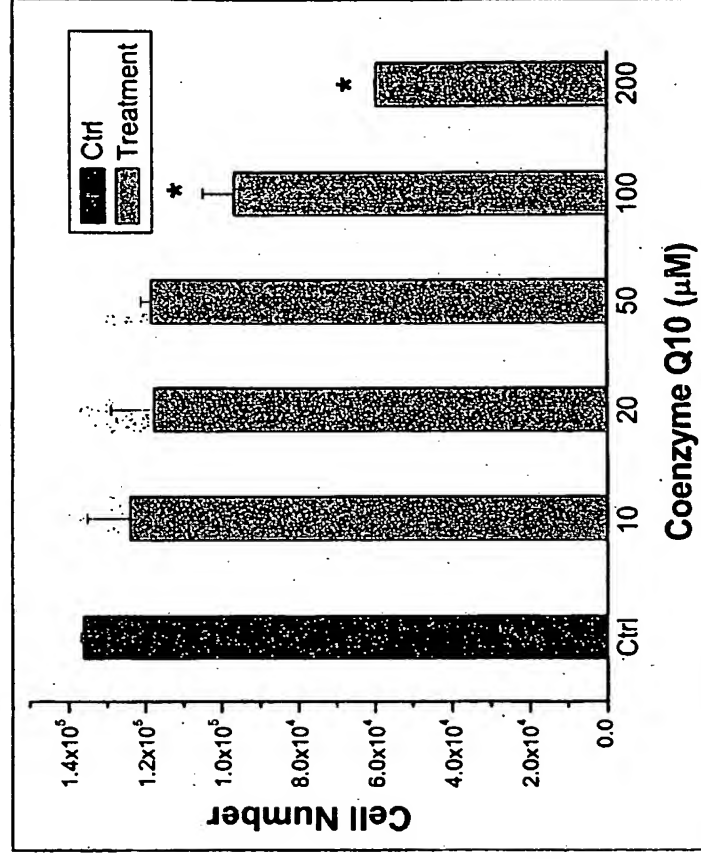 Ctrl
Treatment
*
*
Cell Number
1.4x10⁵
1.2x10⁵
1.0x10⁵
8.0x10⁴
6.0x10⁴
4.0x10⁴
2.0x10⁴
0.0
Ctrl 10 20 50 100 200
Coenzyme Q10 (μM)